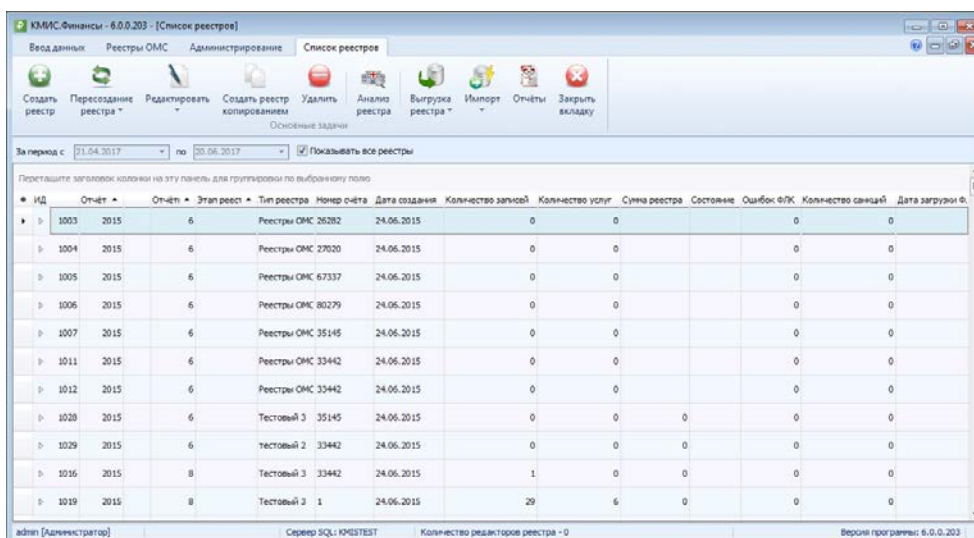 КМИС.Финансы - 6.0.0.203 - [Список реестров]
Ввод данных Реестры ОМС Администрирование Список реестров
Создать реестр Пересоздание реестра Редактировать Создать реестр копированием Удалить Анализ реестра Выгрузка реестра Импорт Отчёты Закрыть вкладку
Основные задачи
За период с 21.04.2017 по 20.06.2017 Показывать все реестры
Перетащите заголовок колонки на эту панель для группировки по выбранному полю
ИД Отчёт Отчётн Этап реест Тип реестра Номер счёта Дата создания Количество записей Количество услуг Сумма реестра Состояние Ошибок ФЛК Количество санкций Дата загрузки Ф
1003 2015 6 Реестры ОМС 26282 24.06.2015 0 0 0 0
1004 2015 6 Реестры ОМС 27020 24.06.2015 0 0 0 0
1005 2015 6 Реестры ОМС 67337 24.06.2015 0 0 0 0
1006 2015 6 Реестры ОМС 80279 24.06.2015 0 0 0 0
1007 2015 6 Реестры ОМС 35145 24.06.2015 0 0 0 0
1011 2015 6 Реестры ОМС 33442 24.06.2015 0 0 0 0
1012 2015 6 Реестры ОМС 33442 24.06.2015 0 0 0 0
1028 2015 6 Тестовый 3 35145 24.06.2015 0 0 0 0 0
1029 2015 6 тестовый 2 33442 24.06.2015 0 0 0 0 0
1016 2015 8 Тестовый 3 33442 24.06.2015 1 0 0 0 0
1019 2015 8 Тестовый 3 1 24.06.2015 29 6 0 0 0
admin [Администратор] Сервер SQL: KMISTEST Количество редакторов реестра - 0 Версия программы: 6.0.0.203